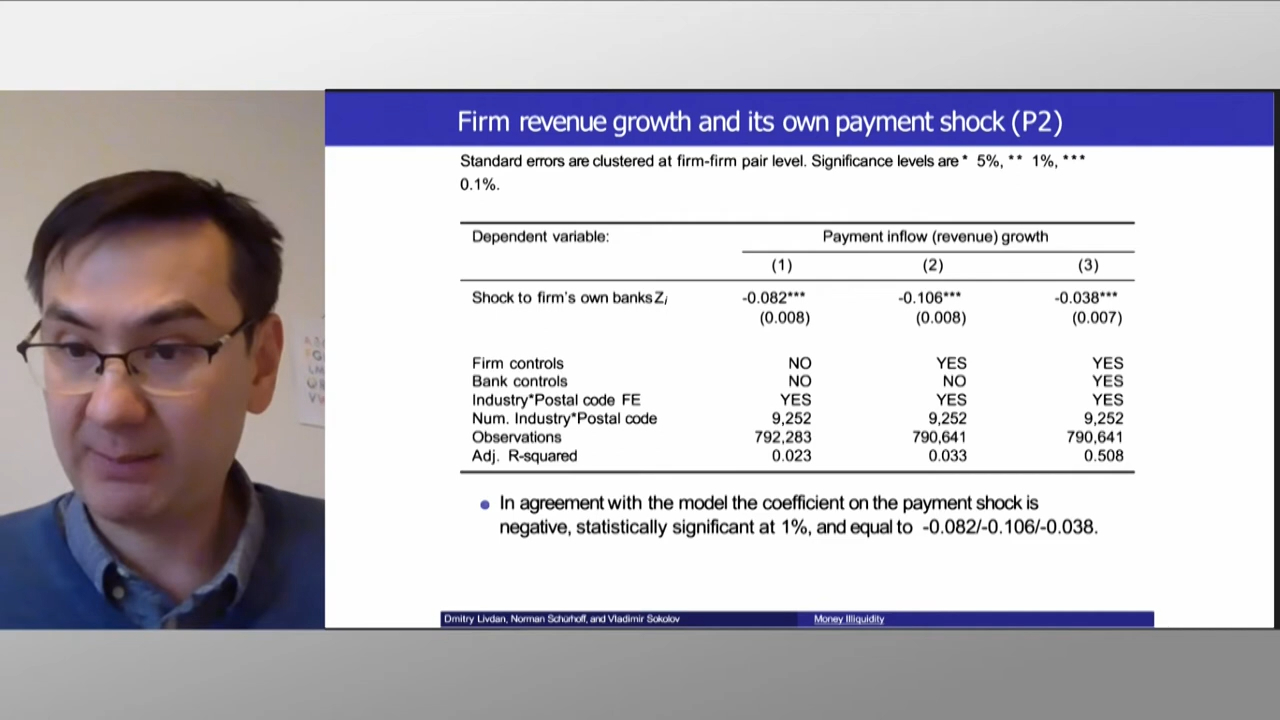 Firm revenue growth and its own payment shock (P2)
Standard errors are clustered at firm-firm pair level. Significance levels are * 5%, ** 1%, ***
0.1%.
Dependent variable: Payment inflow (revenue) growth
(1) (2) (3)
Shock to firm's own banks Zi -0.082*** -0.106*** -0.038***
(0.008) (0.008) (0.007)
Firm controls NO YES YES
Bank controls NO NO YES
Industry*Postal code FE YES YES YES
Num. Industry*Postal code 9,252 9,252 9,252
Observations 792,283 790,641 790,641
Adj. R-squared 0.023 0.033 0.508
In agreement with the model the coefficient on the payment shock is
negative, statistically significant at 1%, and equal to -0.082/-0.106/-0.038.
Dmitry Livdan, Norman Schürhoff, and Vladimir Sokolov Money Illiquidity